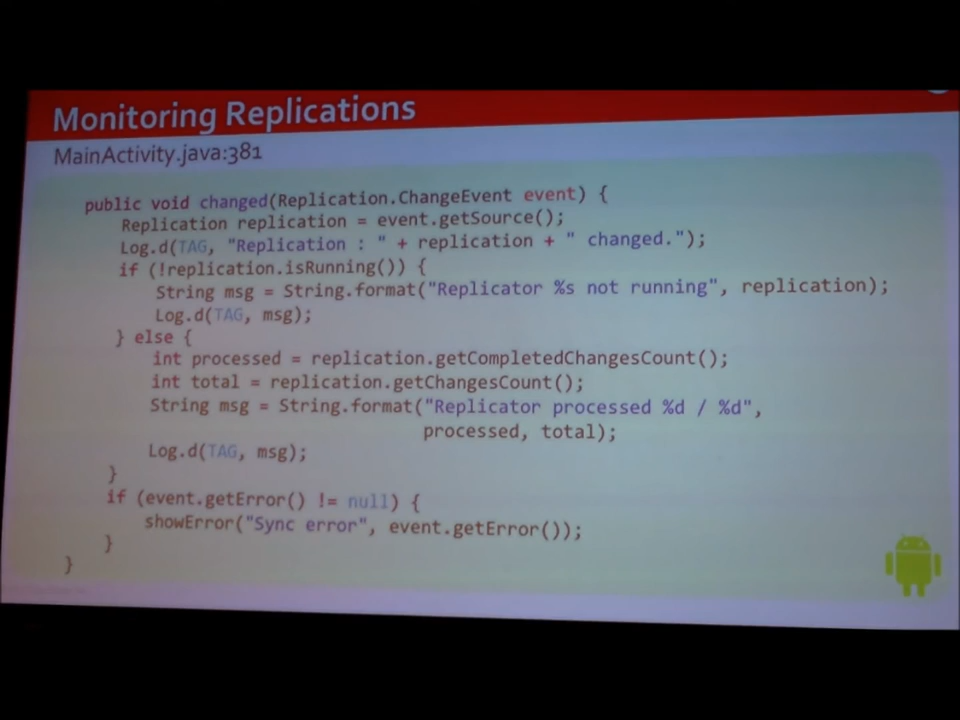 Monitoring Replications
MainActivity.java:381
public void changed(Replication.ChangeEvent event) {
Replication replication = event.getSource();
Log.d(TAG, "Replication : " + replication + " changed.");
if (!replication.isRunning()) {
String msg = String.format("Replicator %s not running", replication);
Log.d(TAG, msg);
} else {
int processed = replication.getCompletedChangesCount();
int total = replication.getChangesCount();
String msg = String.format("Replicator processed %d / %d",
processed, total);
Log.d(TAG, msg);
}
if (event.getError() != null) {
showError("Sync error", event.getError());
}
}